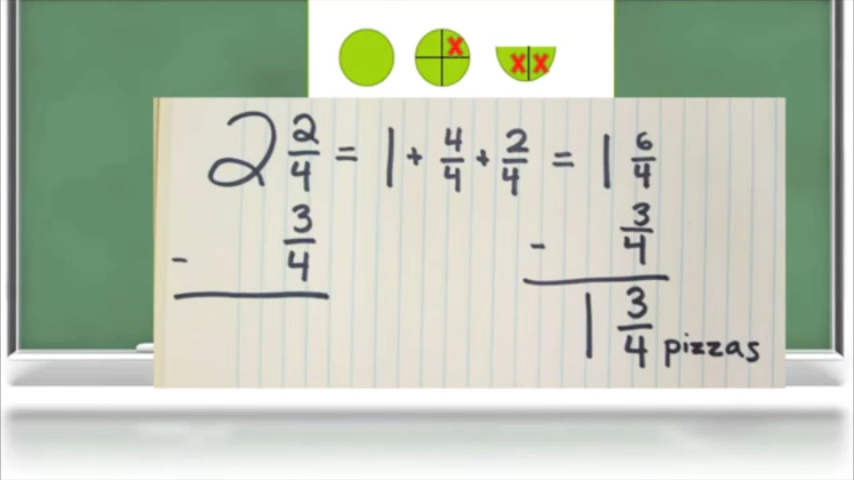 x
x x
2 2/4 = 1 + 4/4 + 2/4 = 1 6/4
- 3/4 - 3/4
1 3/4 pizzas